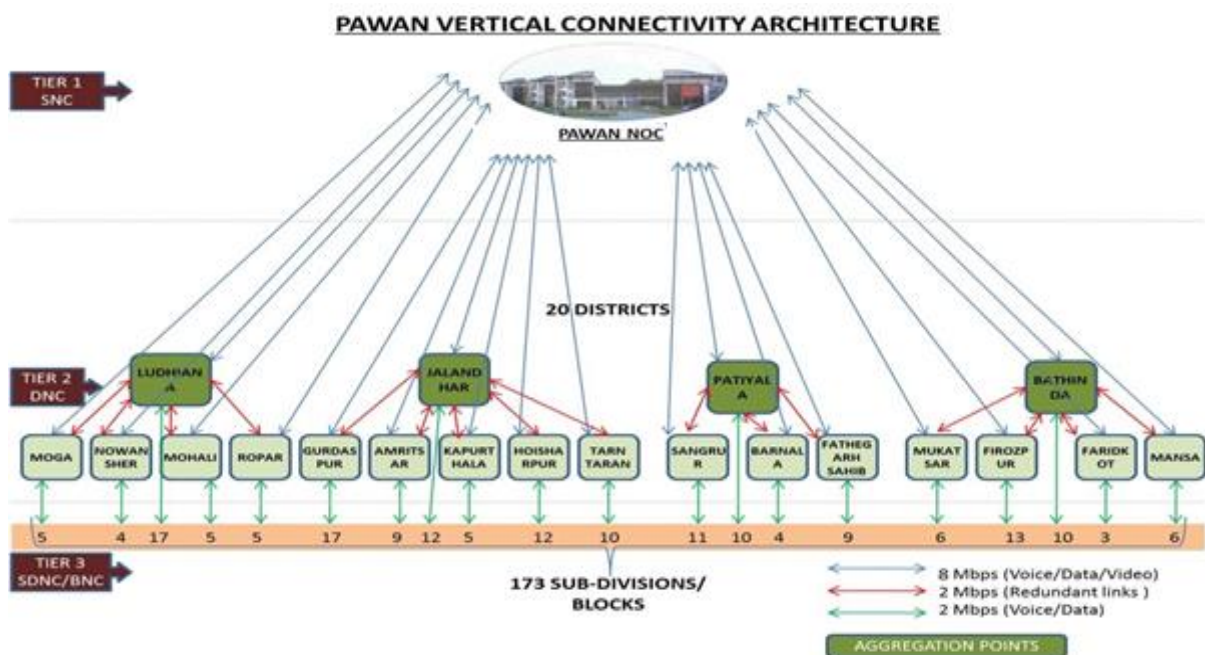 PAWAN VERTICAL CONNECTIVITY ARCHITECTURE
TIER 1
SNC
PAWAN NOC
20 DISTRICTS
TIER 2
DNC
LUDHIAN
A
JALAND
HAR
PATIYAL
A
BATHIN
DA
MOGA
NOWAN
SHER
MOHALI
ROPAR
GURDAS
PUR
AMRITS
AR
KAPURT
HALA
HOISHA
RPUR
TARN
TARAN
SANGRU
R
BARNAL
A
FATHEG
ARH
SAHIB
MUKAT
SAR
FIROZP
UR
FARIDK
OT
MANSA
5 4 17 5 5 17 9 12 5 12 10 11 10 4 9 6 13 10 3 6
TIER 3
SDNC/BNC
173 SUB-DIVISIONS/
BLOCKS
8 Mbps (Voice/Data/Video)
2 Mbps (Redundant links )
2 Mbps (Voice/Data)
AGGREGATION POINTS